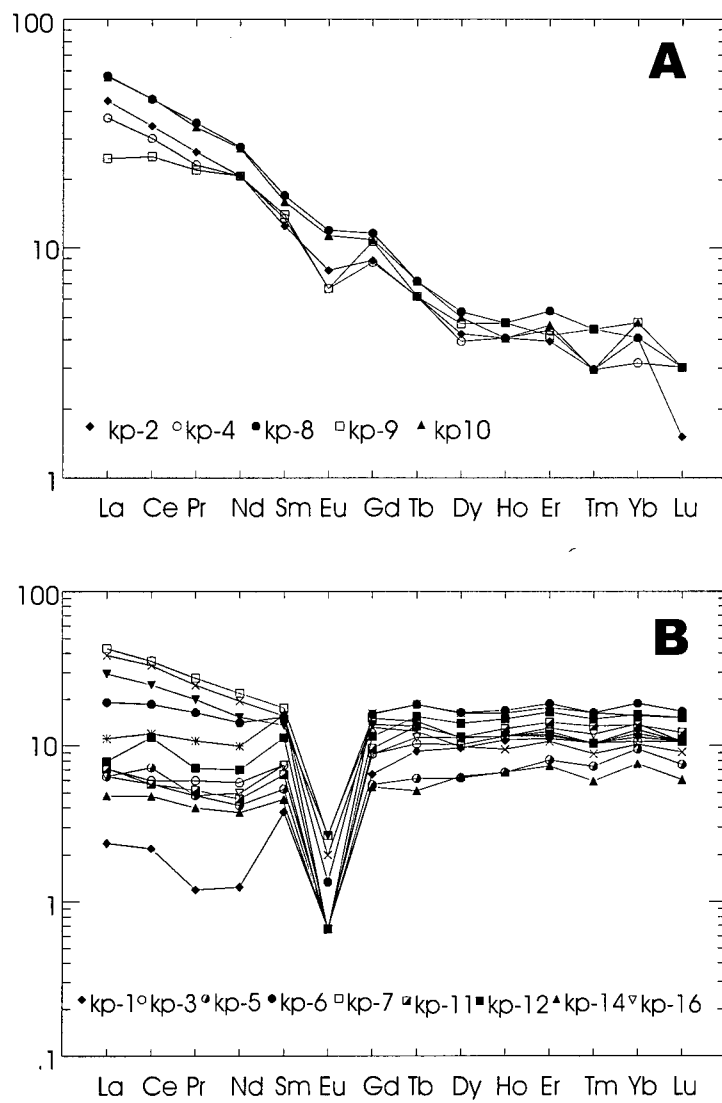 100
A
10
◆ kp-2 ○ kp-4 ● kp-8 □ kp-9 ▲ kp10
1
La Ce Pr Nd Sm Eu Gd Tb Dy Ho Er Tm Yb Lu
100
B
10
1
◆ kp-1 ○ kp-3 kp-5 ● kp-6 □ kp-7 kp-11 ■ kp-12 ▲ kp-14 ▽ kp-16
.1
La Ce Pr Nd Sm Eu Gd Tb Dy Ho Er Tm Yb Lu